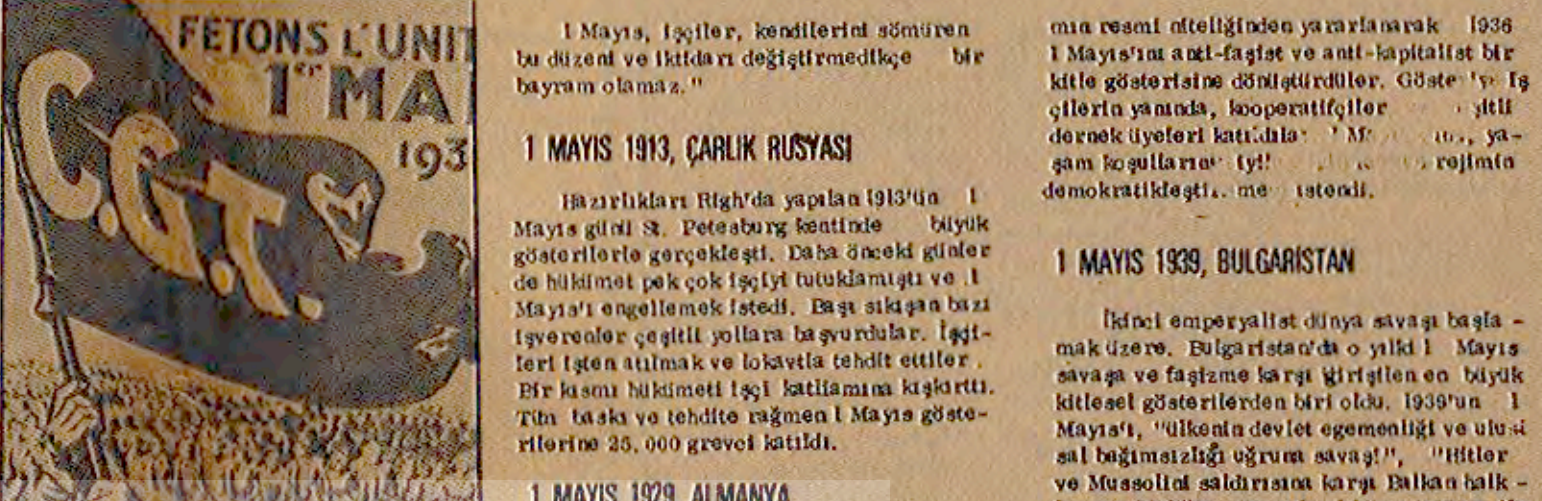 FETONS L'UNIT
1ER MAI
193
C.G.T.
1 Mayıs, işçiler, kendilerini sömüren
bu düzeni ve iktidarı değiştirmedikçe bir
bayram olamaz."
1 MAYIS 1913, ÇARLIK RUSYASI
Hazırlıkları Righ'da yapılan 1913'ün 1
Mayıs günü St. Petesburg kentinde büyük
gösterilerle gerçekleşti. Daha önceki günler
de hükümet pek çok işçiyi tutuklamıştı ve 1
Mayıs'ı engellemek istedi. Başı sıkışan bazı
işverenler çeşitli yollara başvurdular. İşçi-
leri işten atılmak ve lokavtla tehdit ettiler.
Bir kısmı hükümeti işçi katliamına kışkırttı.
Tüm baskı ve tehdite rağmen 1 Mayıs göste-
rilerine 25.000 grevci katıldı.
1 MAYIS 1929, ALMANYA
mın resmi niteliğinden yararlanarak 1936
1 Mayıs'ını anti-faşist ve anti-kapitalist bir
kitle gösterisine dönüştürdüler. İş
çilerin yanında, kooperatifçiler
dernek üyeleri ya-
şam rejimin
istendi.
1 MAYIS 1939, BULGARİSTAN
İkinci emperyalist dünya savaşı başla -
mak üzere. Bulgaristan'da o yılki 1 Mayıs
savaşa ve faşizme karşı girişilen en büyük
kitlesel gösterilerden biri oldu. 1939'un 1
Mayıs'ı, "ülkenin devlet egemenliği ve ulu
sal bağımsızlığı uğruna savaş!", "Hitler
ve Mussolini saldırısına karşı Balkan halk -